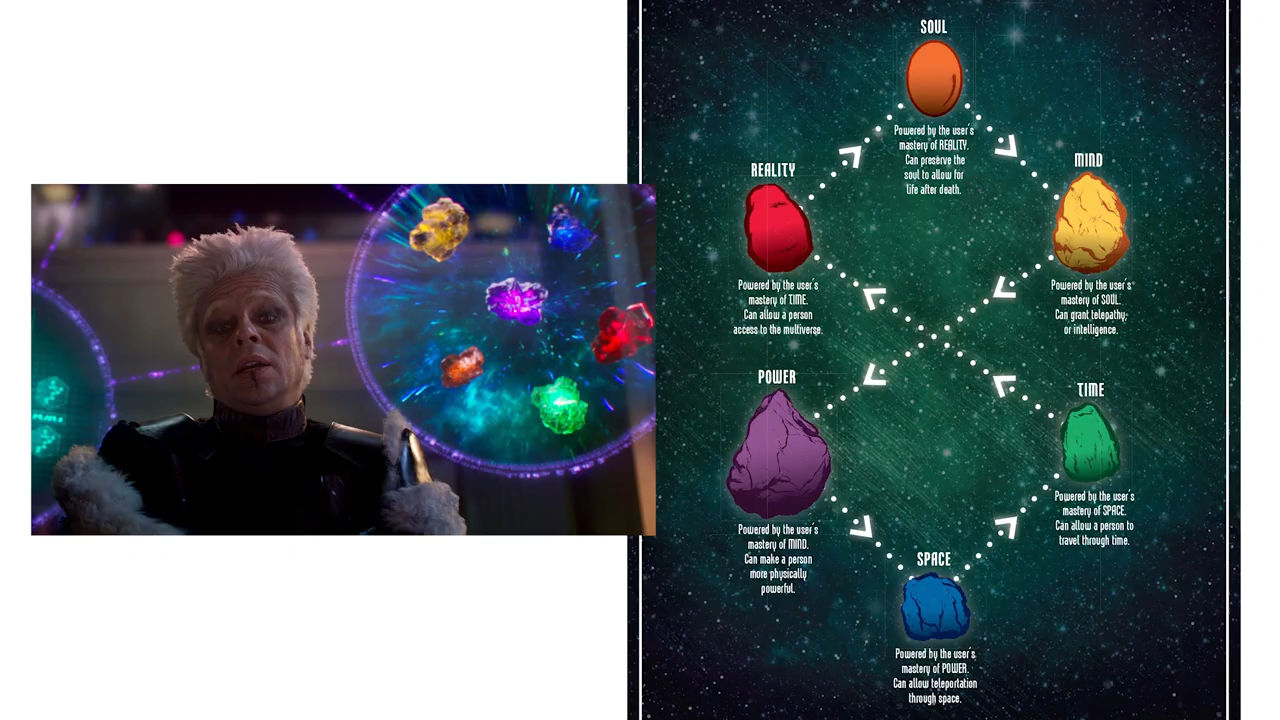 SOUL
Powered by the user's
mastery of REALITY.
Can preserve the
soul to allow for
life after death.
REALITY
Powered by the user's
mastery of TIME.
Can allow a person
access to the multiverse.
MIND
Powered by the user's
mastery of SOUL.
Can grant telepathy,
or intelligence.
POWER
Powered by the user's
mastery of MIND.
Can make a person
more physically
powerful.
TIME
Powered by the user's
mastery of SPACE.
Can allow a person to
travel through time.
SPACE
Powered by the user's
mastery of POWER.
Can allow teleportation
through space.